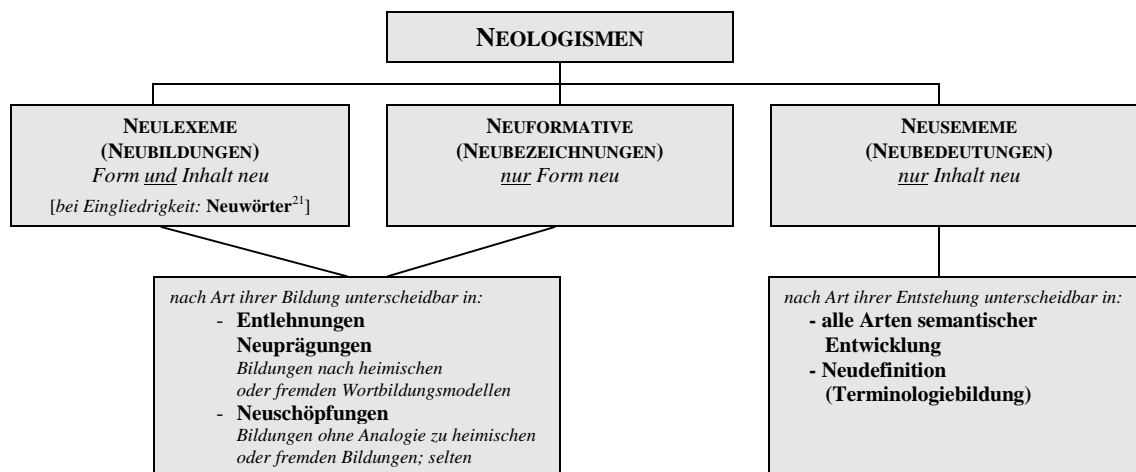 NEOLOGISMEN
NEULEXEME
(NEUBILDUNGEN)
Form und Inhalt neu
[bei Eingliedrigkeit: Neuwörter²¹]
NEUFORMATIVE
(NEUBEZEICHNUNGEN)
nur Form neu
NEUSEMEME
(NEUBEDEUTUNGEN)
nur Inhalt neu
nach Art ihrer Bildung unterscheidbar in:
- Entlehnungen
Neuprägungen
Bildungen nach heimischen
oder fremden Wortbildungsmodellen
- Neuschöpfungen
Bildungen ohne Analogie zu heimischen
oder fremden Bildungen; selten
nach Art ihrer Entstehung unterscheidbar in:
- alle Arten semantischer
Entwicklung
- Neudefinition
(Terminologiebildung)